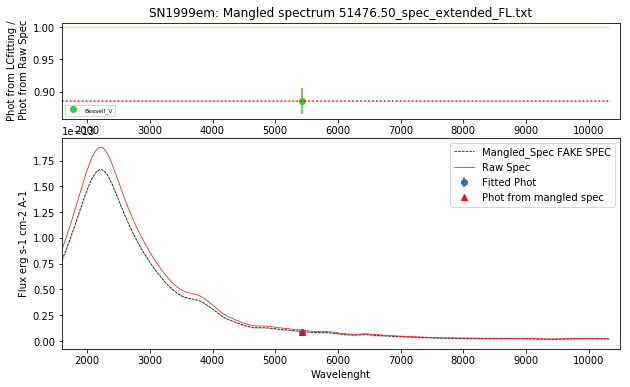 SN1999em: Mangled spectrum 51476.50_spec_extended_FL.txt
Phot from LCfitting /
Phot from Raw Spec
1.00
0.95
0.90
Bessell_V
2000 3000 4000 5000 6000 7000 8000 9000 10000
1e−13
Flux erg s-1 cm-2 A-1
1.75
1.50
1.25
1.00
0.75
0.50
0.25
0.00
Mangled_Spec FAKE SPEC
Raw Spec
Fitted Phot
Phot from mangled spec
2000 3000 4000 5000 6000 7000 8000 9000 10000
Wavelenght